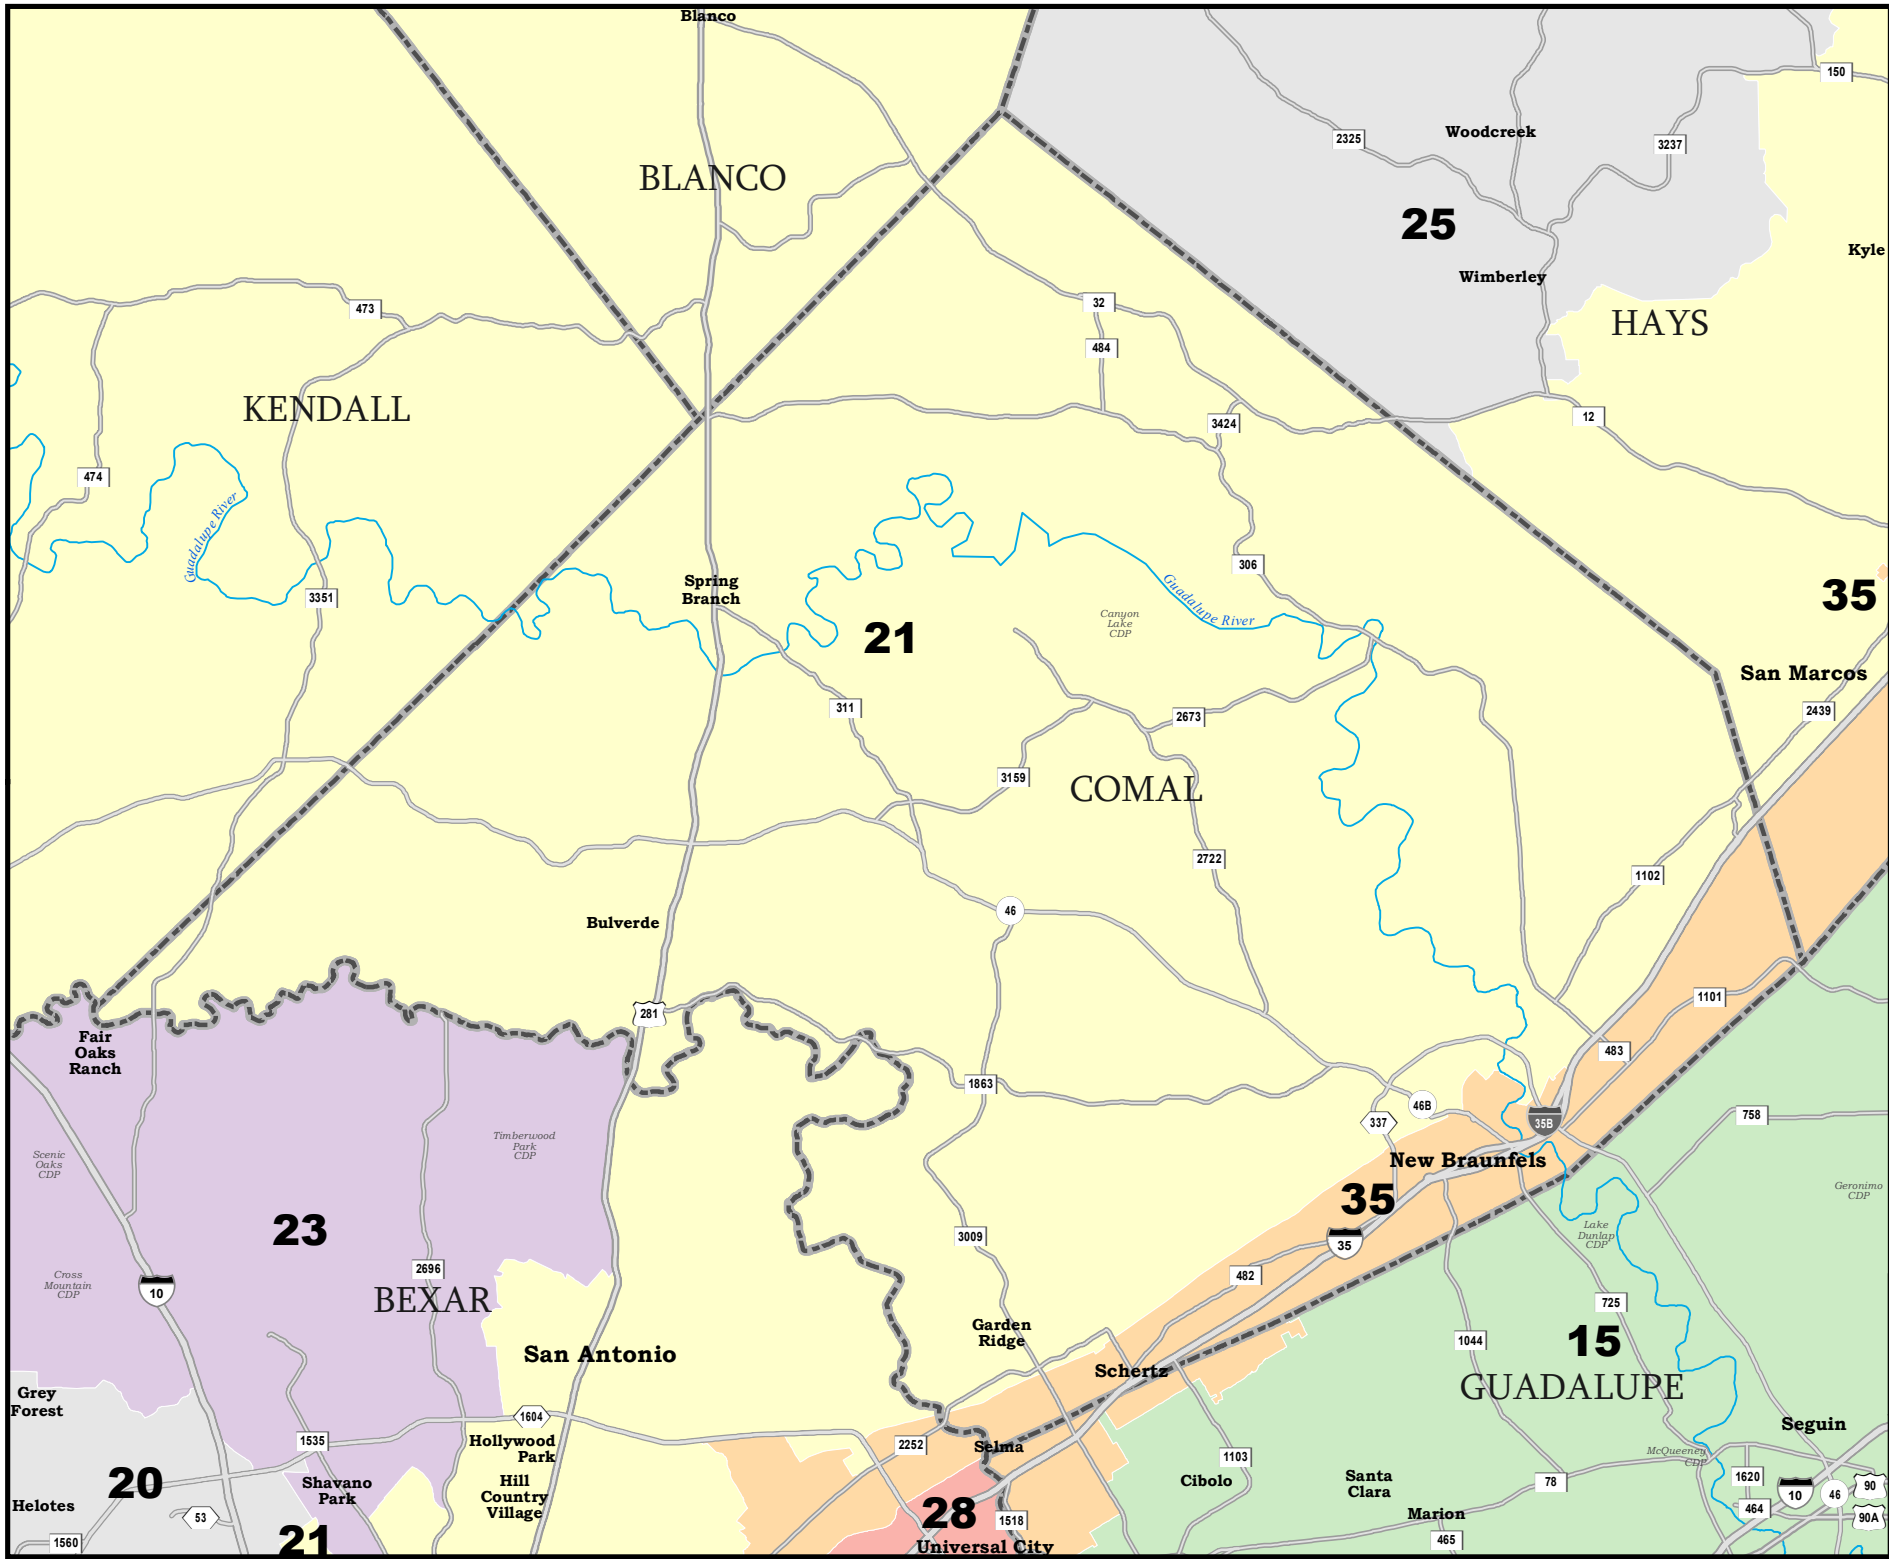 Blanco
150
2325
Woodcreek
3237
BLANCO
25
Kyle
Wimberley
32
473
HAYS
484
KENDALL
12
3424
474
Guadalupe River
306
Spring
Branch
Guadalupe River
3351
35
Canyon
Lake
CDP
21
San Marcos
311
2673
2439
3159
COMAL
2722
1102
46
Bulverde
281
1101
Fair
Oaks
Ranch
483
1863
46B
337
35B
758
Timberwood
Park
CDP
Scenic
Oaks
CDP
New Braunfels
35
Geronimo
CDP
23
3009
Lake
Dunlap
CDP
35
2696
482
Cross
Mountain
CDP
10
BEXAR
725
Garden
Ridge
1044
15
San Antonio
Schertz
GUADALUPE
Grey
Forest
1604
Seguin
1535
Hollywood
Park
2252
Selma
McQueeney
CDP
1103
20
Shavano
Park
Hill
Country
Village
Cibolo
Santa
Clara
78
1620
10
46
90
Helotes
53
28
1518
Marion
464
90A
1560
21
Universal City
465